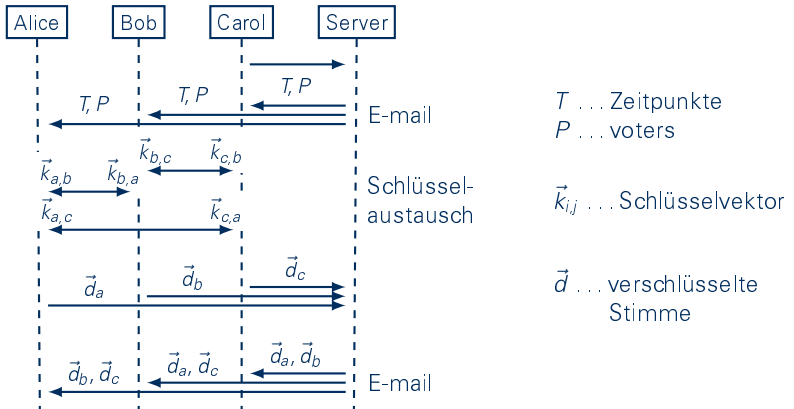 Alice Bob Carol Server
T, P T, P T, P
E-mail
T ... Zeitpunkte
P ... voters
k⃗b,c k⃗c,b
k⃗a,b k⃗b,a
Schlüssel-
austausch
k⃗i,j ... Schlüsselvektor
k⃗a,c k⃗c,a
d⃗a d⃗b d⃗c
d⃗ ... verschlüsselte
Stimme
d⃗b, d⃗c d⃗a, d⃗c d⃗a, d⃗b
E-mail